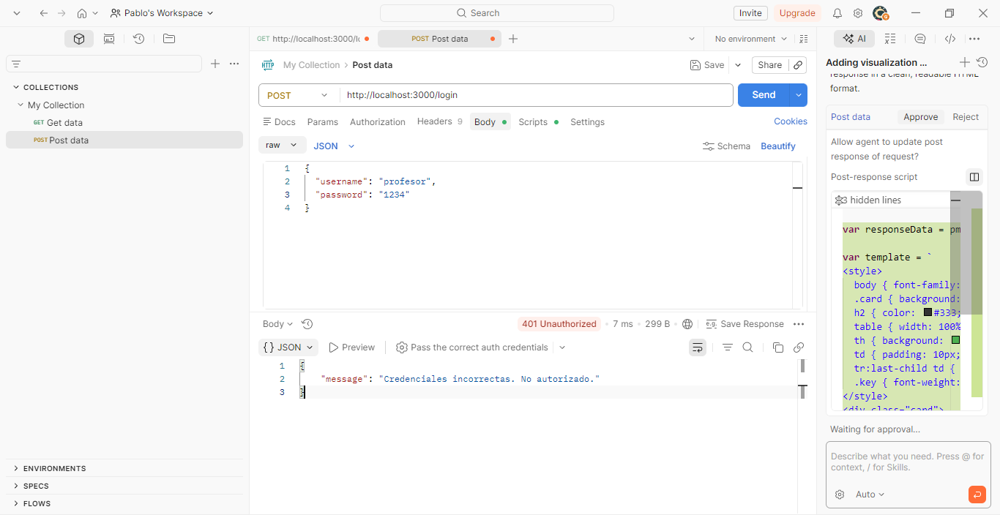 Pablo's Workspace
Search
Invite
Upgrade
GET http://localhost:3000/l
POST Post data
No environment
AI
My Collection > Post data
Save
Share
Adding visualization ...
response in a clean, readable HTML
format.
COLLECTIONS
My Collection
GET Get data
POST Post data
POST
http://localhost:3000/login
Send
Docs
Params
Authorization
Headers 9
Body
Scripts
Settings
Cookies
raw
JSON
Schema
Beautify
1 {
2 "username": "profesor",
3 "password": "1234"
4 }
Post data
Approve
Reject
Allow agent to update post
response of request?
Post-response script
3 hidden lines
var responseData = pm
var template = `
<style>
body { font-family:
.card { background:
h2 { color: #333;
table { width: 100%
th { background:
td { padding: 10px;
tr:last-child td {
.key { font-weight:
</style>
<div class="card">
Waiting for approval...
Describe what you need. Press @ for
context, / for Skills.
Auto
Body
401 Unauthorized
7 ms
299 B
e.g. Save Response
{} JSON
Preview
Pass the correct auth credentials
1 {
2 "message": "Credenciales incorrectas. No autorizado."
3 }
ENVIRONMENTS
SPECS
FLOWS